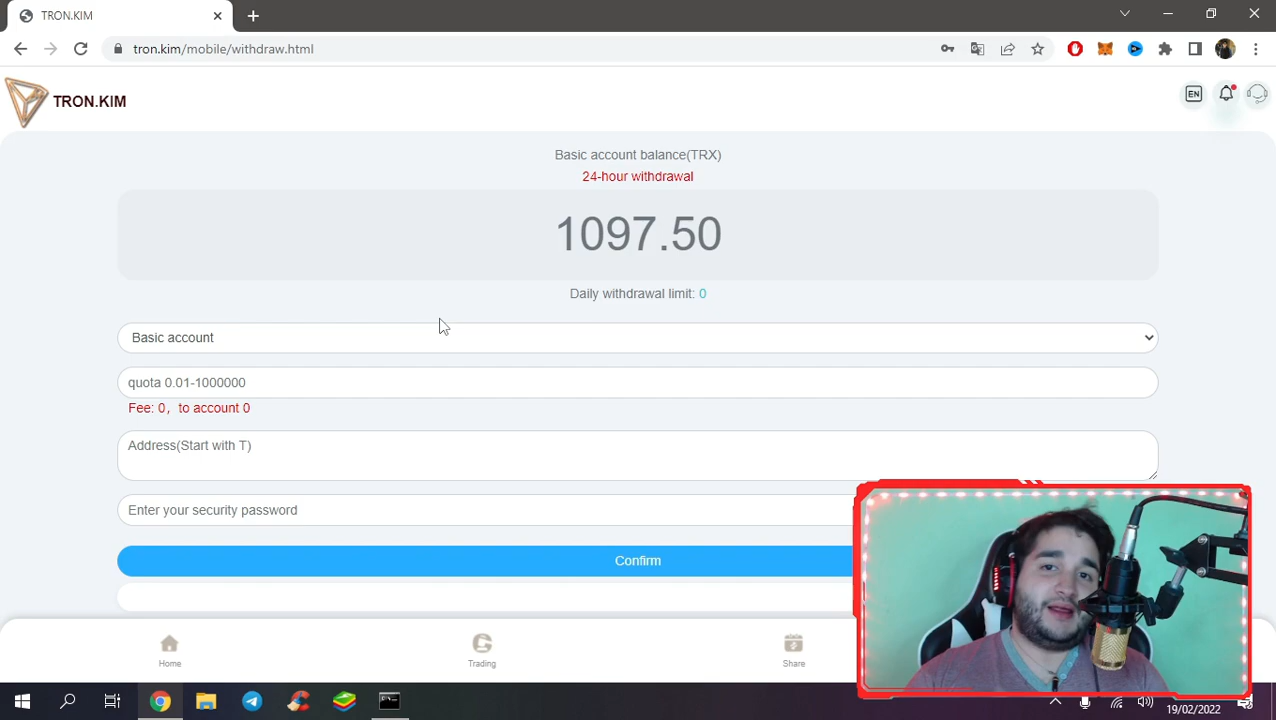 TRON.KIM
tron.kim/mobile/withdraw.html
TRON.KIM
EN
Basic account balance(TRX)
24-hour withdrawal
1097.50
Daily withdrawal limit: 0
Basic account
quota 0.01-1000000
Fee: 0，to account 0
Address(Start with T)
Enter your security password
Confirm
Home
Trading
Share
19/02/2022